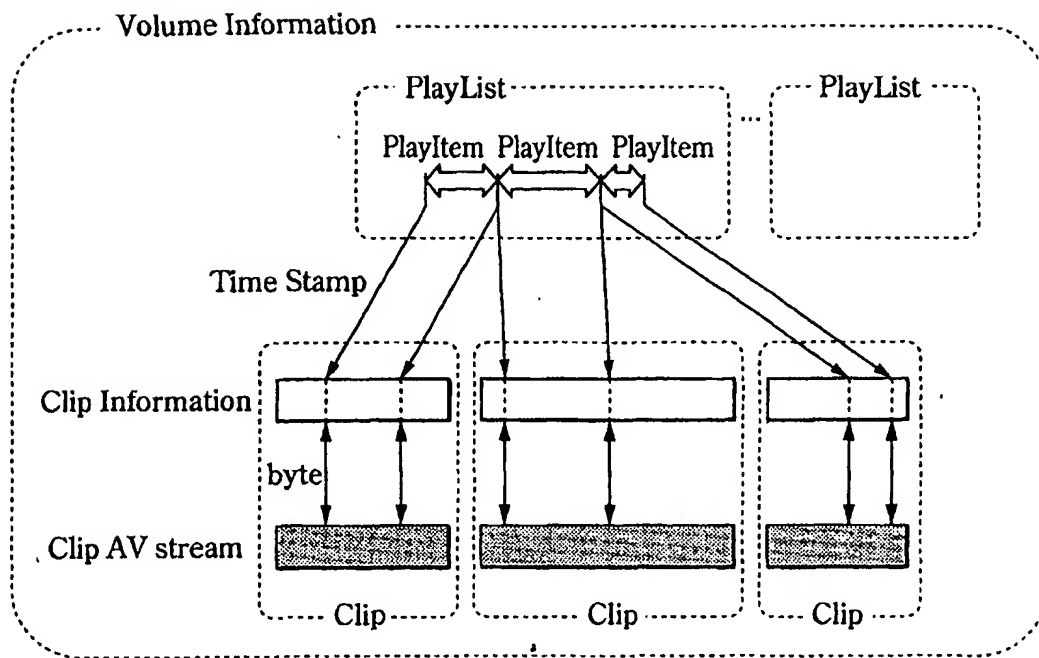 Volume Information
PlayList
PlayList
...
PlayItem PlayItem PlayItem
Time Stamp
Clip Information
byte
Clip AV stream
Clip
Clip
Clip